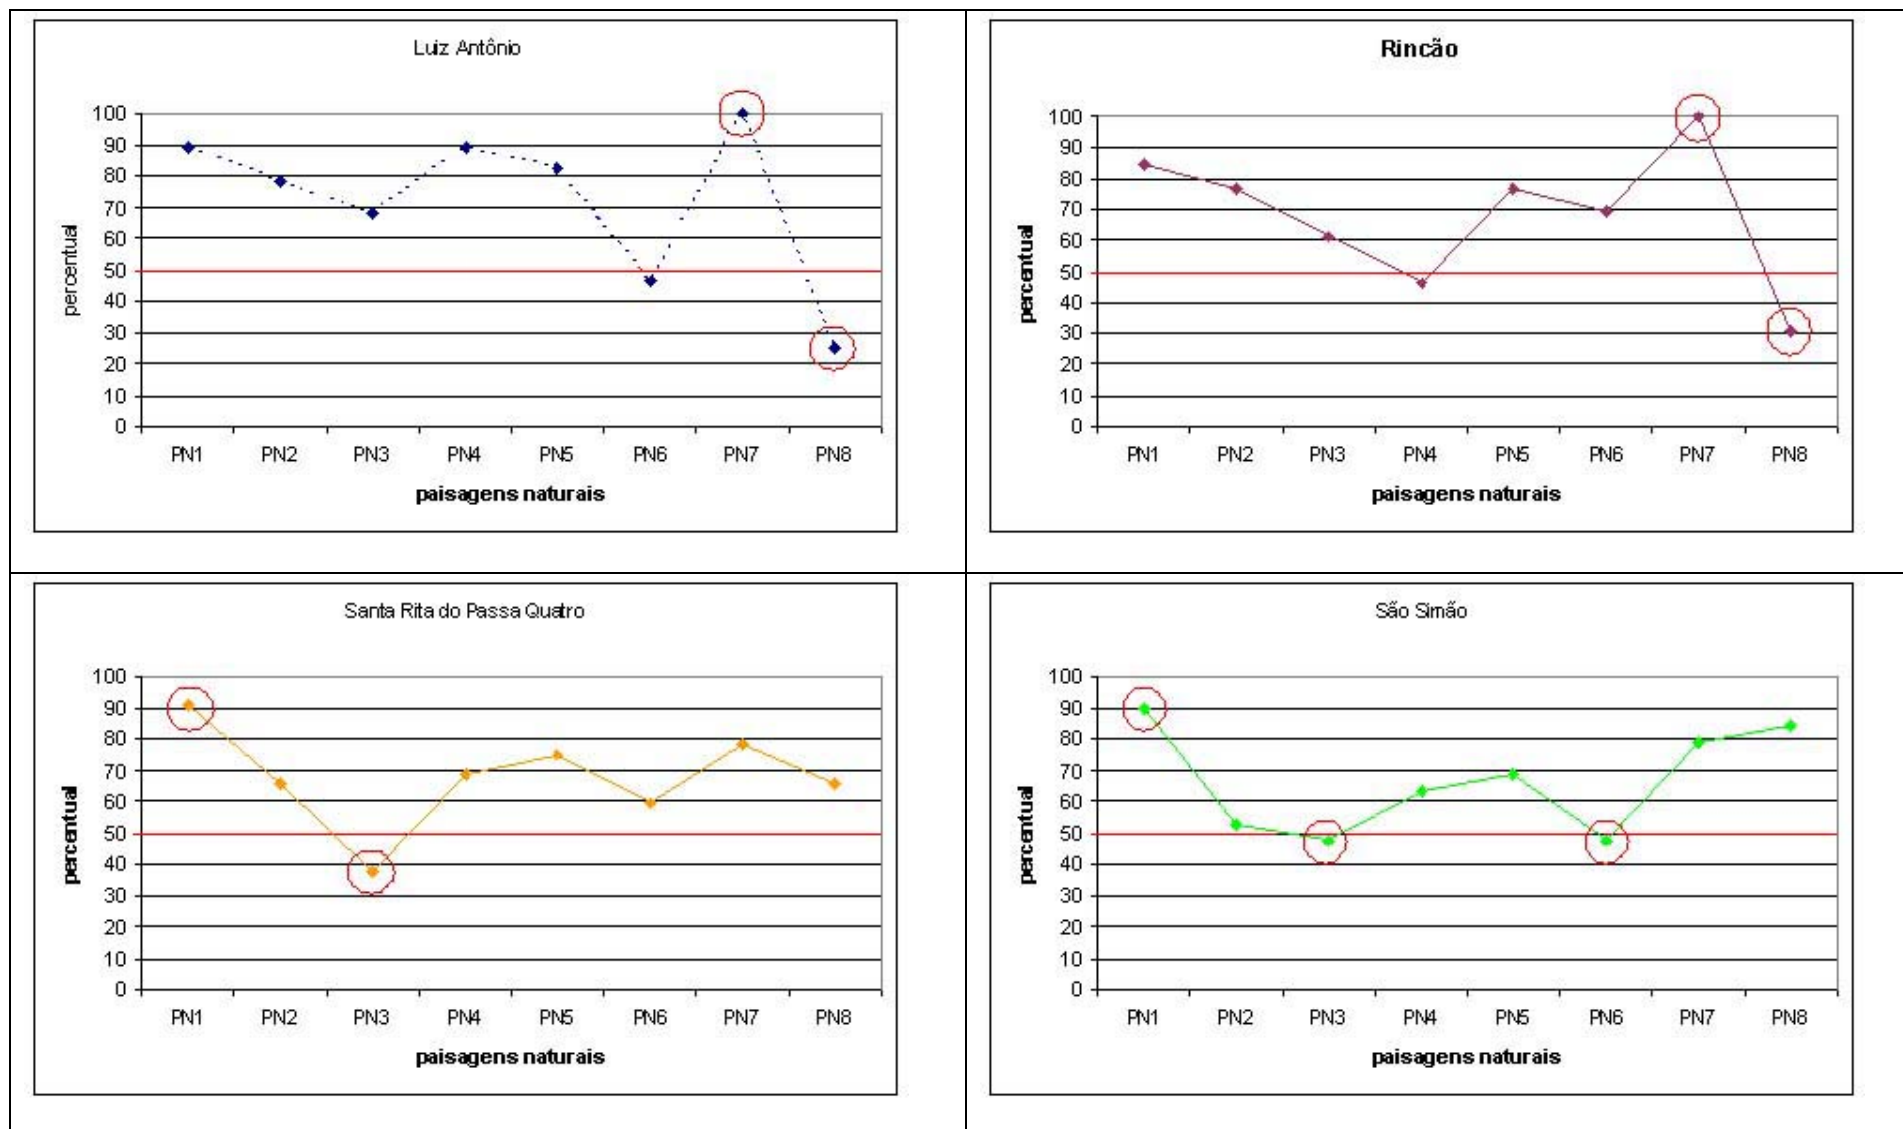 Luiz Antônio
percentual
100
90
80
70
60
50
40
30
20
10
0
PN1 PN2 PN3 PN4 PN5 PN6 PN7 PN8
paisagens naturais
Rincão
percentual
100
90
80
70
60
50
40
30
20
10
0
PN1 PN2 PN3 PN4 PN5 PN6 PN7 PN8
paisagens naturais
Santa Rita do Passa Quatro
percentual
100
90
80
70
60
50
40
30
20
10
0
PN1 PN2 PN3 PN4 PN5 PN6 PN7 PN8
paisagens naturais
São Simão
percentual
100
90
80
70
60
50
40
30
20
10
0
PN1 PN2 PN3 PN4 PN5 PN6 PN7 PN8
paisagens naturais